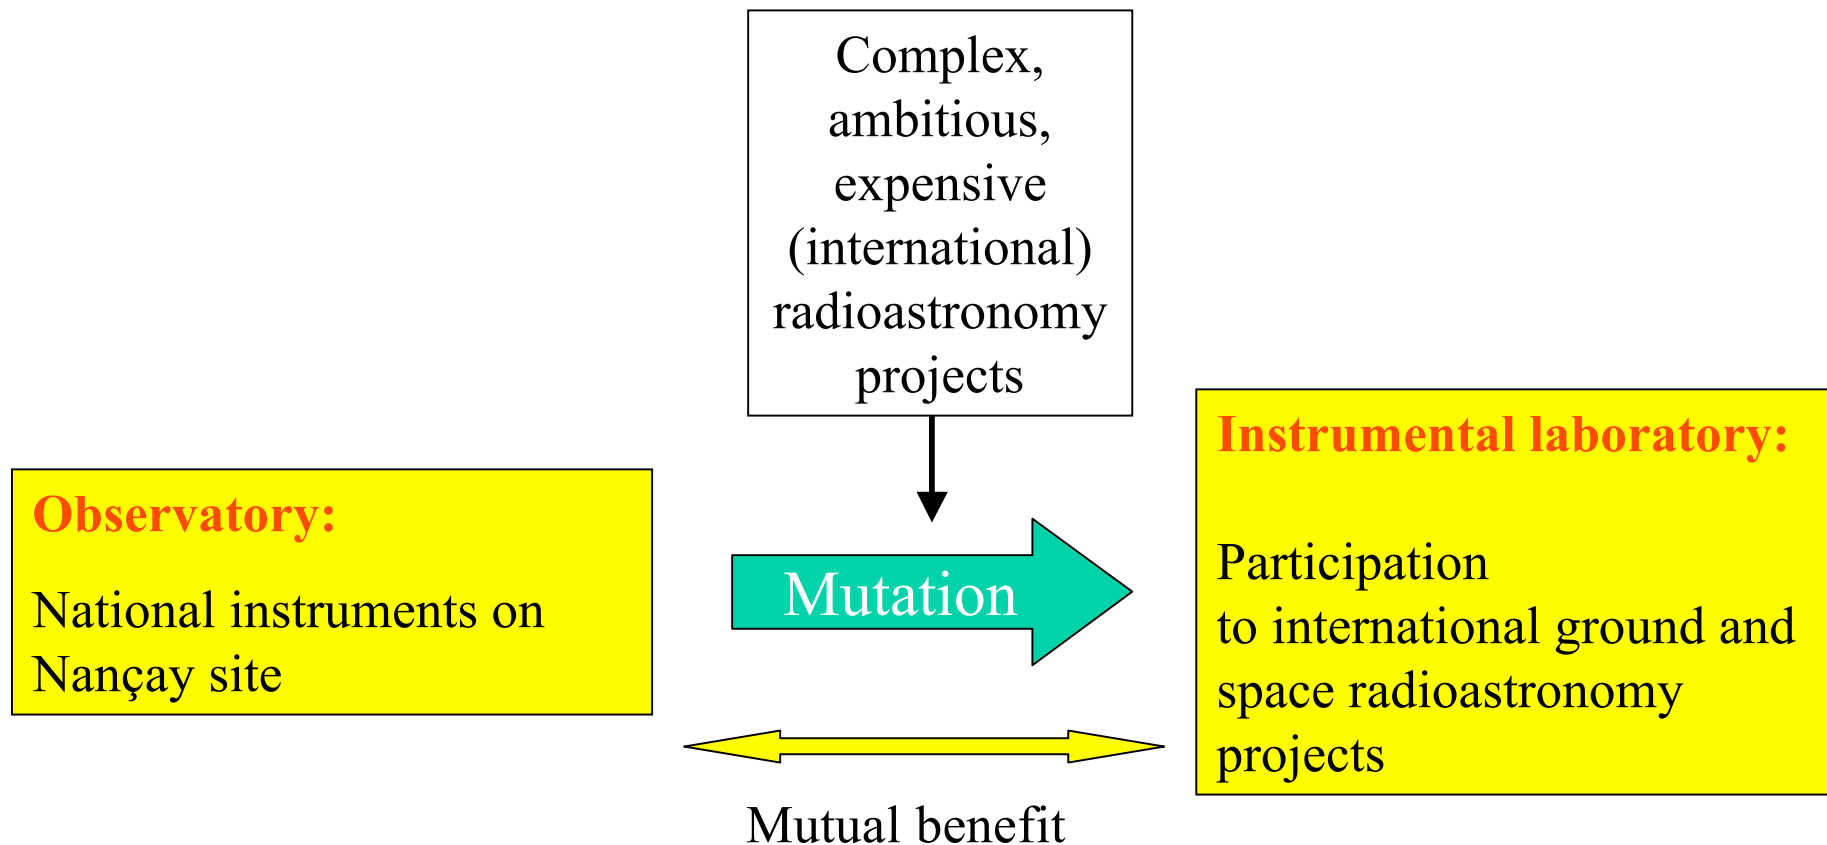 Complex,
ambitious,
expensive
(international)
radioastronomy
projects
Observatory:
National instruments on
Nançay site
Mutation
Mutual benefit
Instrumental laboratory:
Participation
to international ground and
space radioastronomy
projects